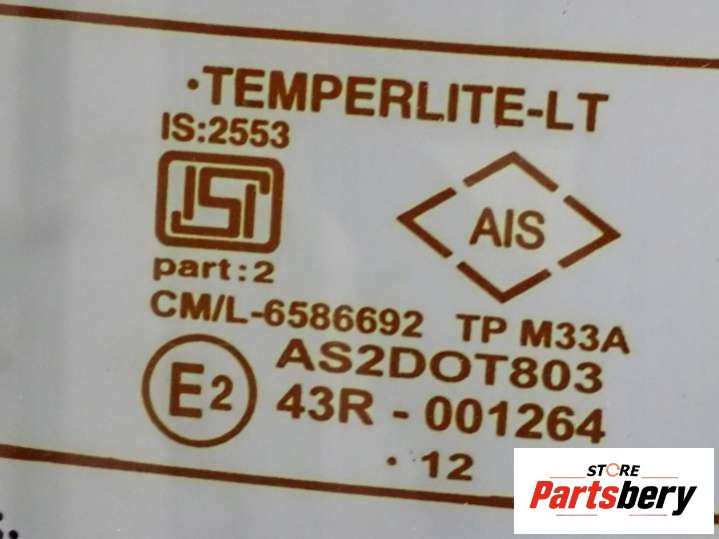 ·TEMPERLITE-LT
IS:2553
ISI
AIS
part:2
CM/L-6586692 TP M33A
AS2DOT803
E2
43R - 001264
· 12
STORE
Partsbery